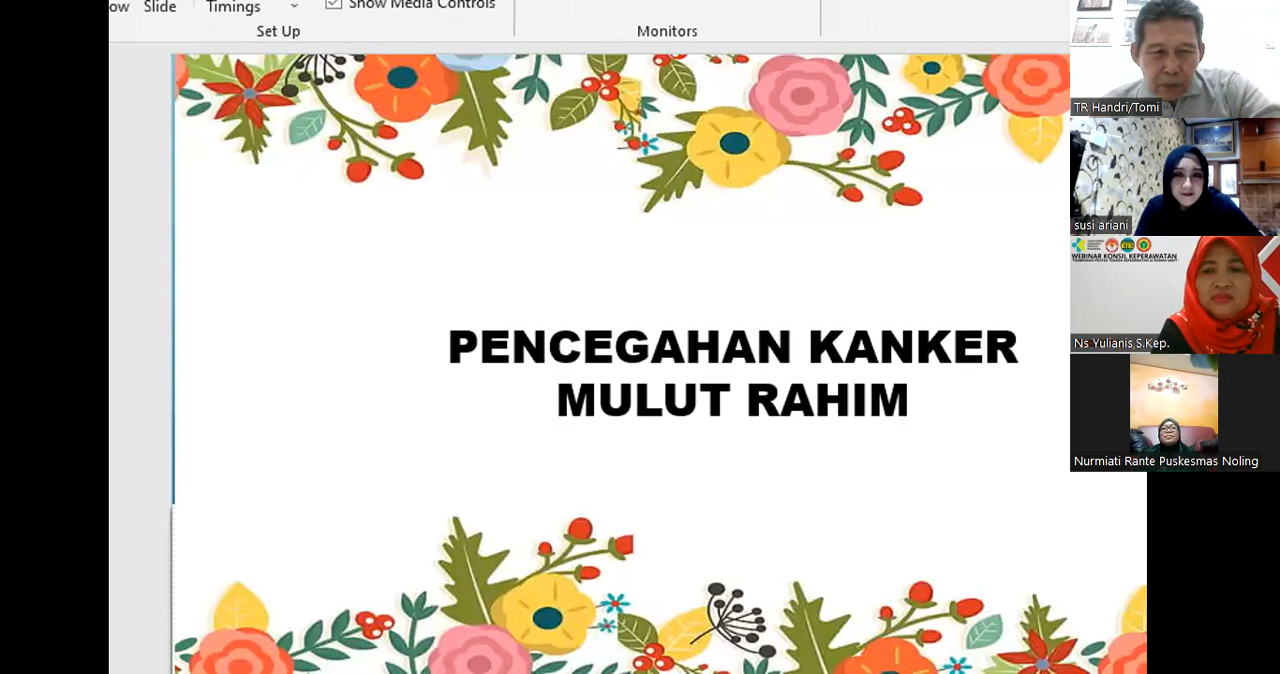 ow Slide
Timings
Show Media Controls
Set Up
Monitors
PENCEGAHAN KANKER
MULUT RAHIM
TR Handri/Tomi
susi ariani
WEBINAR KONSIL KEPERAWATAN
Ns Yulianis S.Kep.
Nurmiati Rante Puskesmas Noling